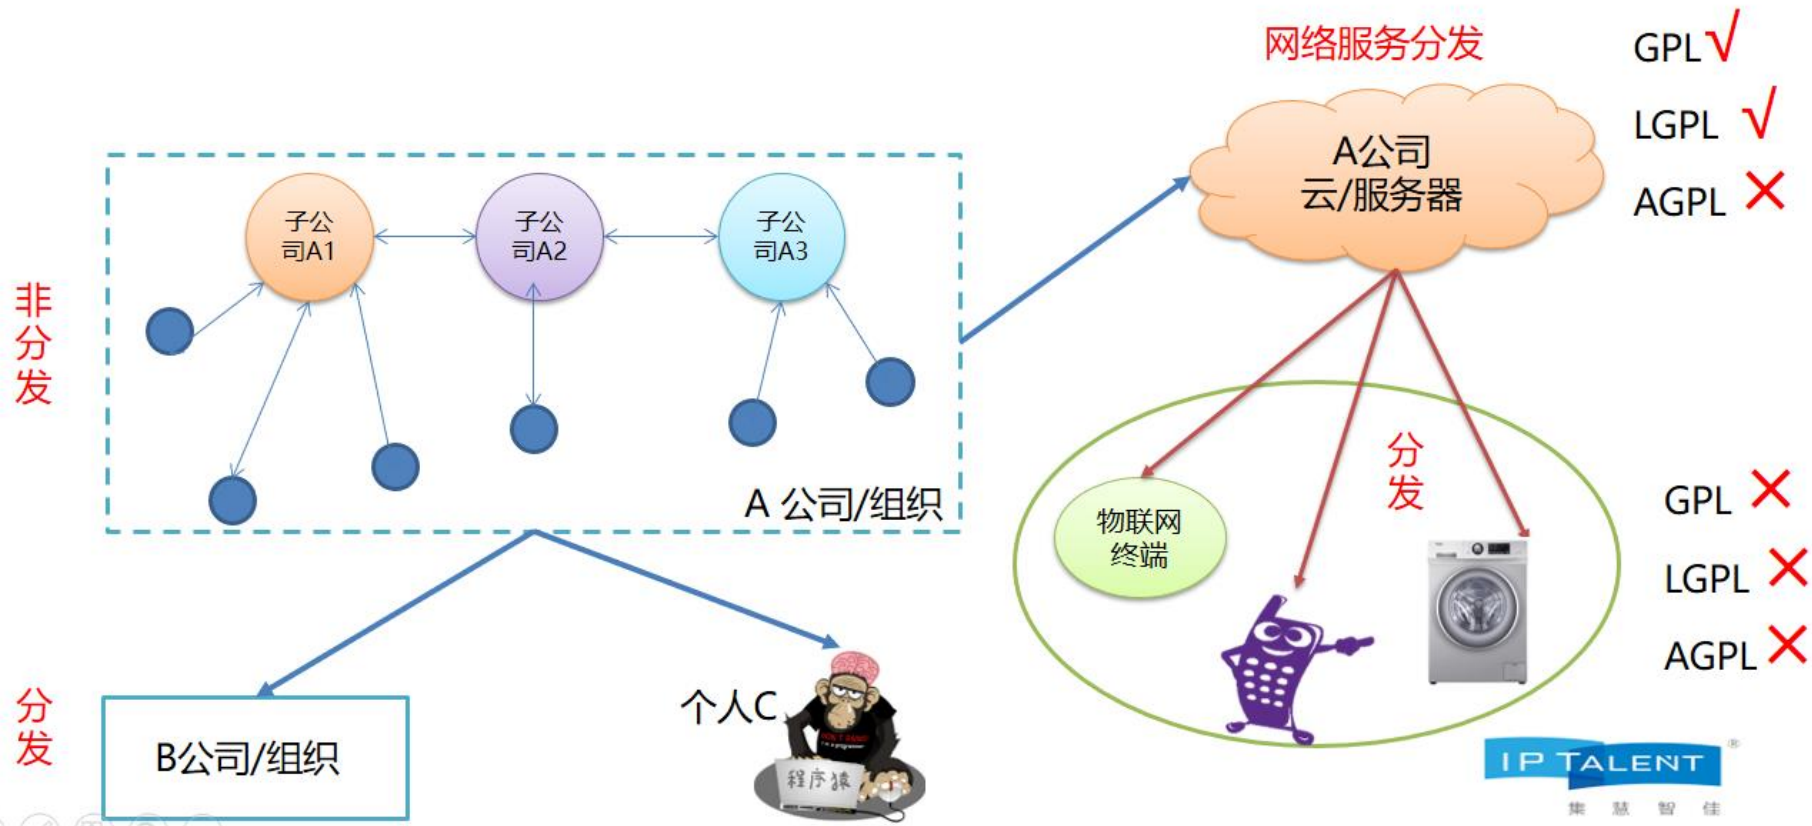 网络服务分发
GPL√
LGPL √
AGPL ×
A公司
云/服务器
子公
司A1
子公
司A2
子公
司A3
非
分
发
A 公司/组织
分
发
物联网
终端
GPL ×
LGPL ×
AGPL ×
分
发
B公司/组织
个人C
程序猿
IP TALENT ®
集 慧 智 佳